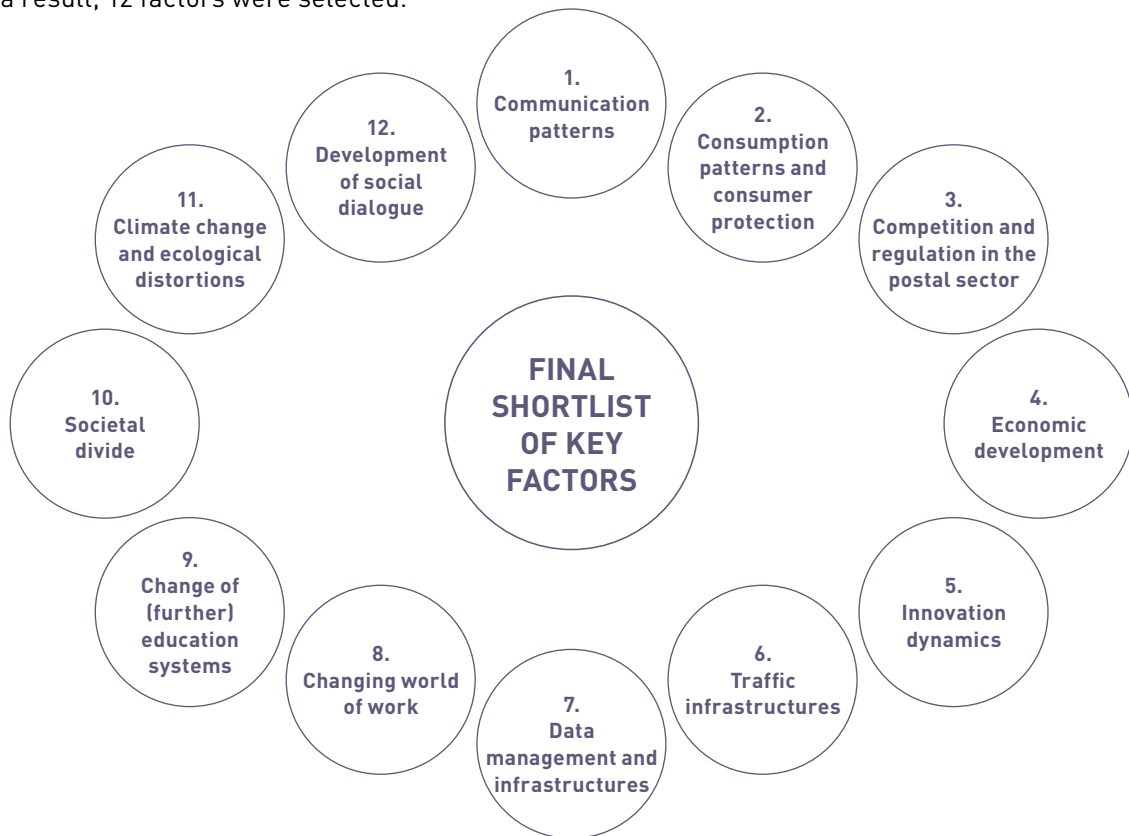 a result, 12 factors were selected.
1.
Communication
patterns
2.
Consumption
patterns and
consumer
protection
3.
Competition and
regulation in the
postal sector
4.
Economic
development
5.
Innovation
dynamics
6.
Traffic
infrastructures
7.
Data
management and
infrastructures
8.
Changing world
of work
9.
Change of
(further)
education
systems
10.
Societal
divide
11.
Climate change
and ecological
distortions
12.
Development
of social
dialogue
FINAL
SHORTLIST
OF KEY
FACTORS